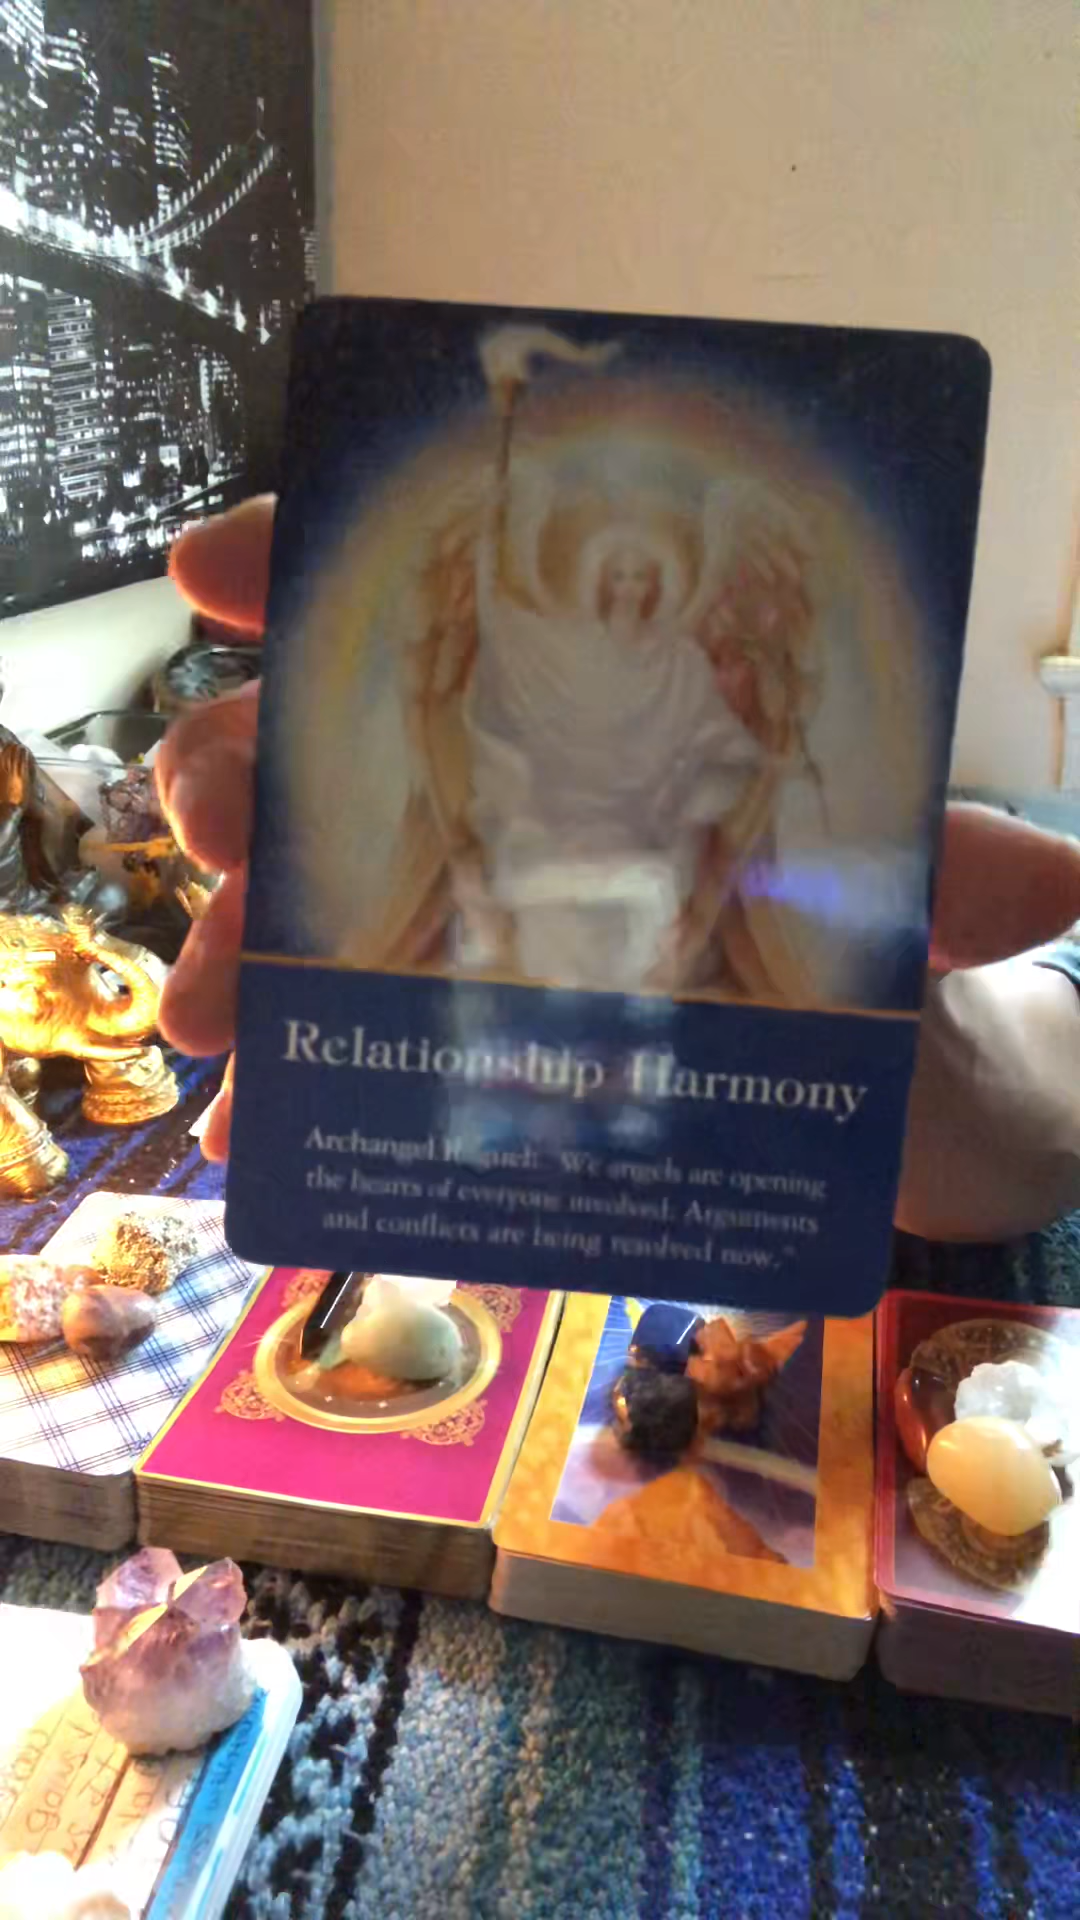 Relationship Harmony
Archangel We angels are opening
the hearts of everyone involved. Arguments
and conflicts are being resolved now."